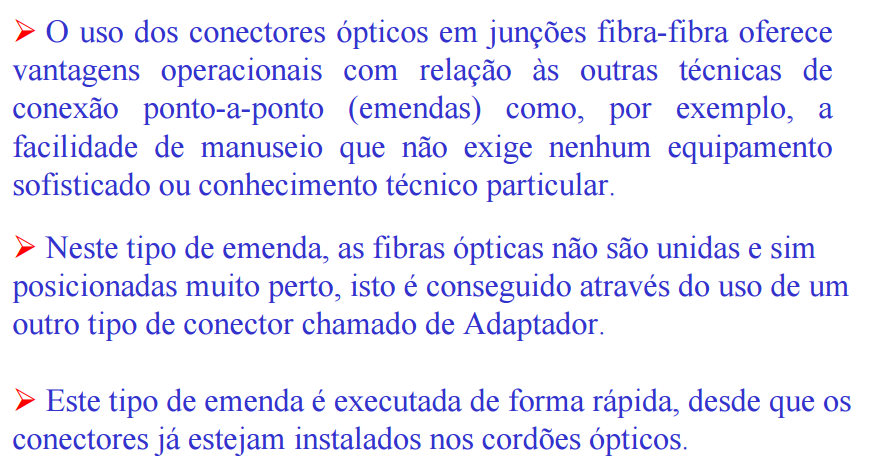 ➢ O uso dos conectores ópticos em junções fibra-fibra oferece
vantagens operacionais com relação às outras técnicas de
conexão ponto-a-ponto (emendas) como, por exemplo, a
facilidade de manuseio que não exige nenhum equipamento
sofisticado ou conhecimento técnico particular.
➢ Neste tipo de emenda, as fibras ópticas não são unidas e sim
posicionadas muito perto, isto é conseguido através do uso de um
outro tipo de conector chamado de Adaptador.
➢ Este tipo de emenda é executada de forma rápida, desde que os
conectores já estejam instalados nos cordões ópticos.